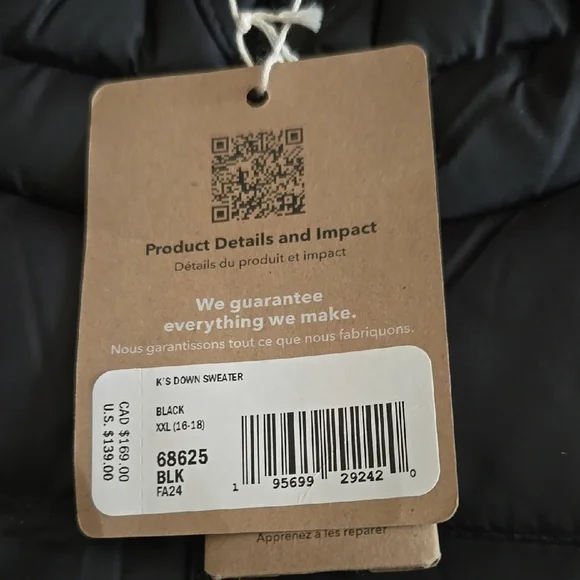 Product Details and Impact
Détails du produit et impact
We guarantee
everything we make.
Nous garantissons tout ce que nous fabriquons.
K'S DOWN SWEATER
BLACK
XXL (16-18)
68625
BLK
FA24
CAD $169.00
U.S. $139.00
1 95699 29242 0
Apprenez à les réparer